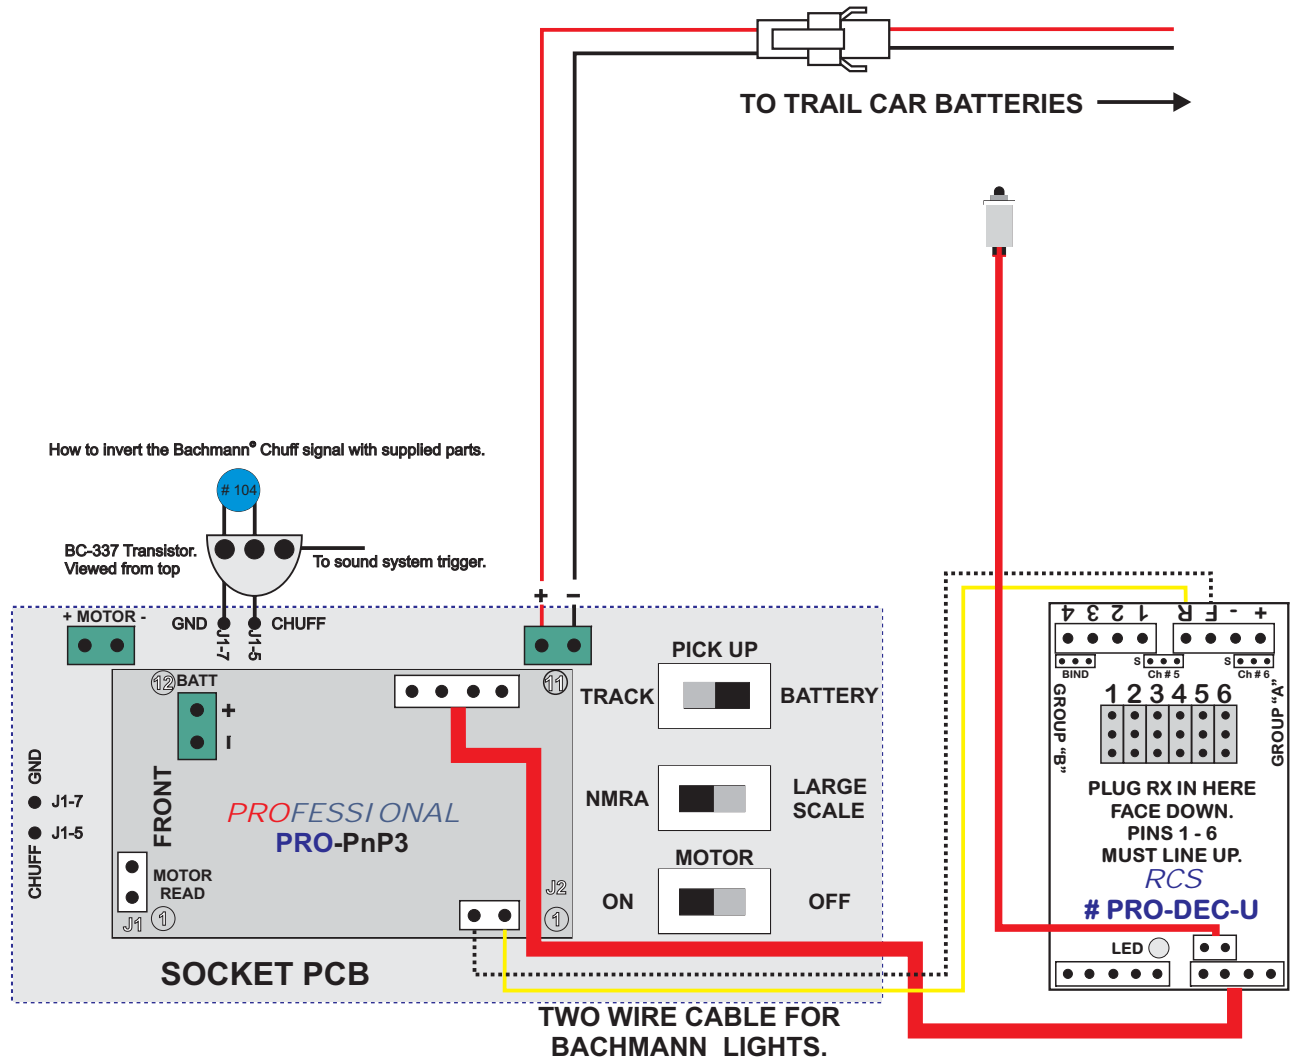 TO TRAIL CAR BATTERIES
How to invert the Bachmann® Chuff signal with supplied parts.
# 104
BC-337 Transistor.
Viewed from top
To sound system trigger.
+ MOTOR -
GND
J1-7
J1-5
CHUFF
+ -
12
BATT
+
-
11
PICK UP
TRACK
BATTERY
NMRA
LARGE
SCALE
MOTOR
ON
OFF
GND
J1-7
J1-5
CHUFF
FRONT
PROFESSIONAL
PRO-PnP3
MOTOR
READ
J1
1
J2
1
SOCKET PCB
TWO WIRE CABLE FOR
BACHMANN LIGHTS.
4 3 2 1 R F - +
BIND
S
Ch # 5
S
Ch # 6
GROUP "B"
1 2 3 4 5 6
GROUP "A"
PLUG RX IN HERE
FACE DOWN.
PINS 1 - 6
MUST LINE UP.
RCS
# PRO-DEC-U
LED